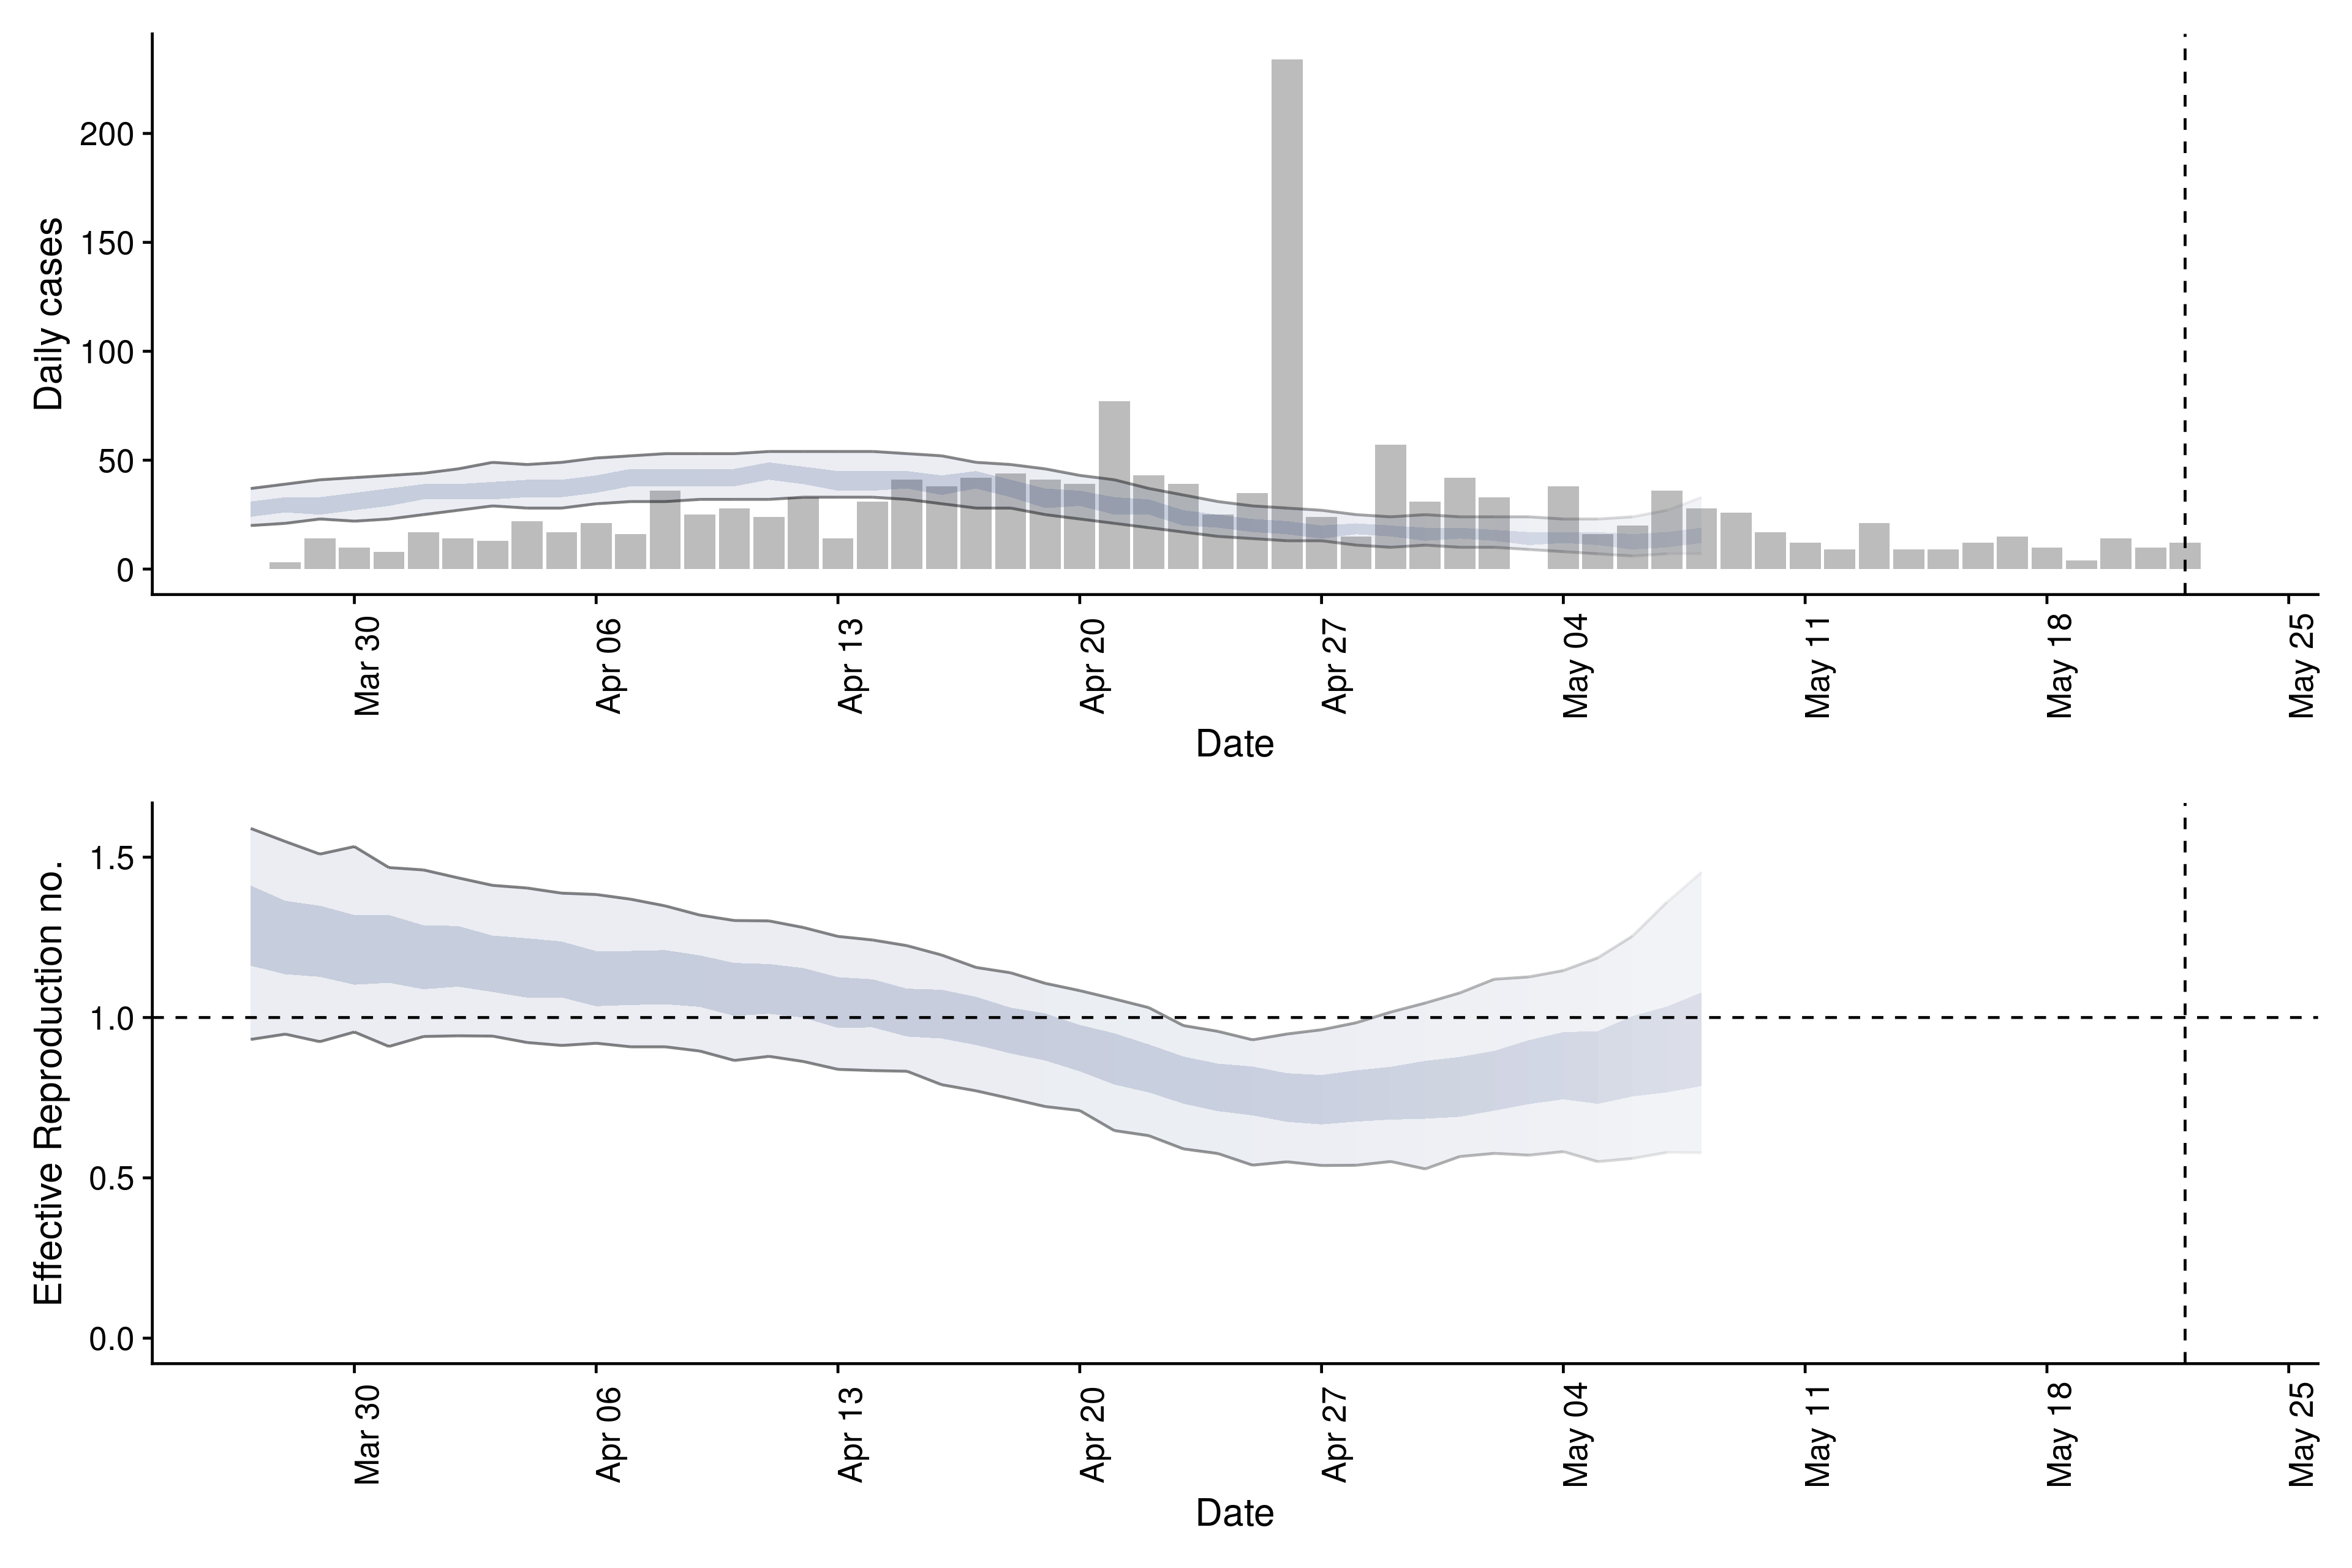 Daily cases
200
150
100
50
0
Mar 30
Apr 06
Apr 13
Apr 20
Apr 27
May 04
May 11
May 18
May 25
Date
Effective Reproduction no.
1.5
1.0
0.5
0.0
Mar 30
Apr 06
Apr 13
Apr 20
Apr 27
May 04
May 11
May 18
May 25
Date